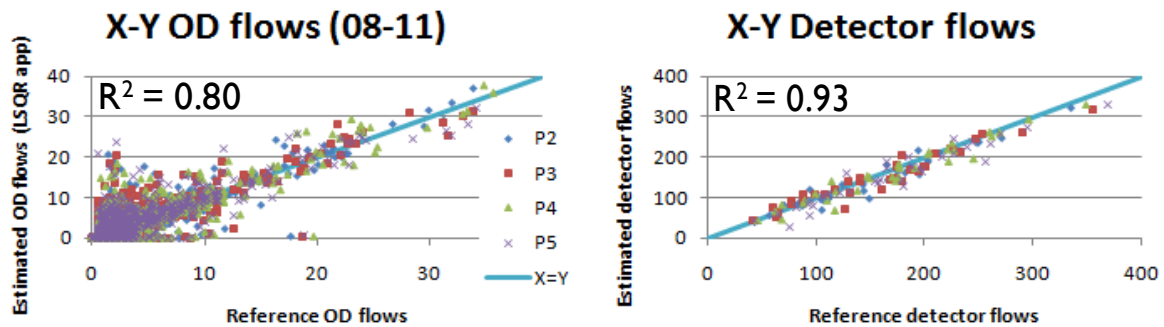 X-Y OD flows (08-11)
Estimated OD flows (LSQR app)
40
30
20
10
0
R² = 0.80
0 10 20 30
Reference OD flows
P2
P3
P4
P5
X=Y
X-Y Detector flows
Estimated detector flows
400
300
200
100
0
R² = 0.93
0 100 200 300 400
Reference detector flows